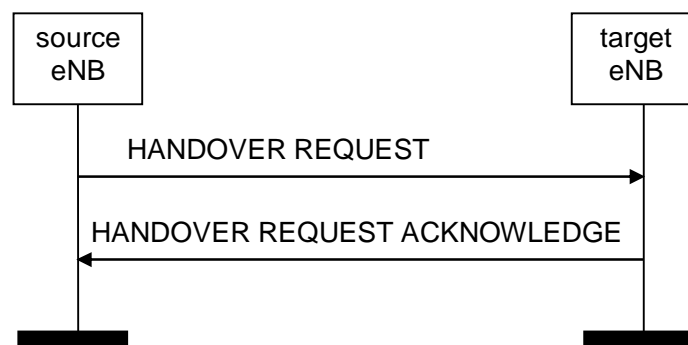 source
eNB
target
eNB
HANDOVER REQUEST
HANDOVER REQUEST ACKNOWLEDGE